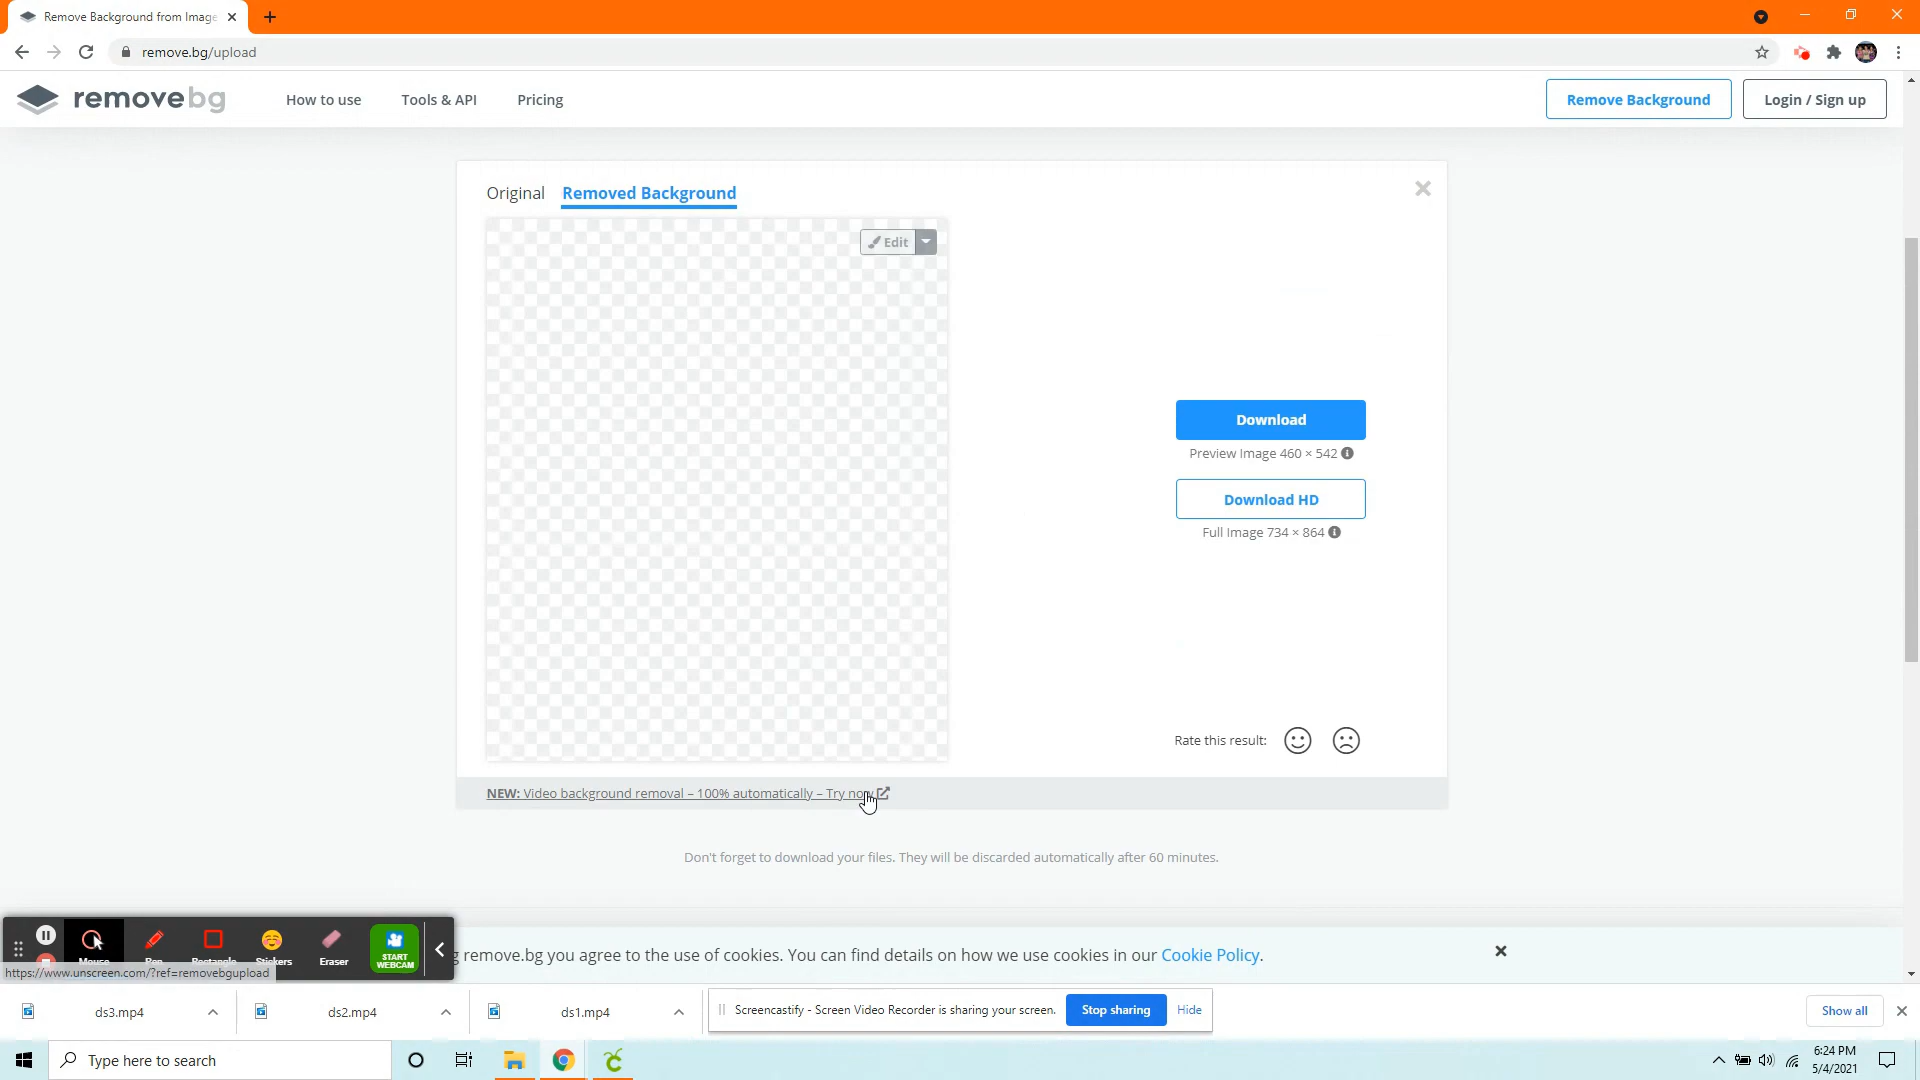 Remove Background from Image
remove.bg/upload
removebg
How to use
Tools & API
Pricing
Remove Background
Login / Sign up
Original
Removed Background
Edit
Download
Preview Image 460 × 542
Download HD
Full Image 734 × 864
Rate this result:
NEW: Video background removal – 100% automatically – Try now
Don't forget to download your files. They will be discarded automatically after 60 minutes.
Mouse
Pen
Rectangle
Stickers
Eraser
START
WEBCAM
remove.bg you agree to the use of cookies. You can find details on how we use cookies in our Cookie Policy.
https://www.unscreen.com/?ref=removebgupload
ds3.mp4
ds2.mp4
ds1.mp4
Screencastify - Screen Video Recorder is sharing your screen.
Stop sharing
Hide
Show all
Type here to search
6:24 PM
5/4/2021